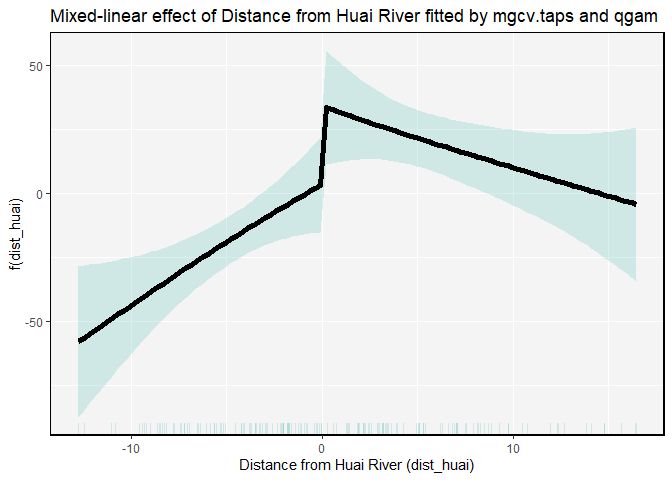 Mixed-linear effect of Distance from Huai River fitted by mgcv.taps and qgam
f(dist_huai)
50
0
-50
-10
0
10
Distance from Huai River (dist_huai)